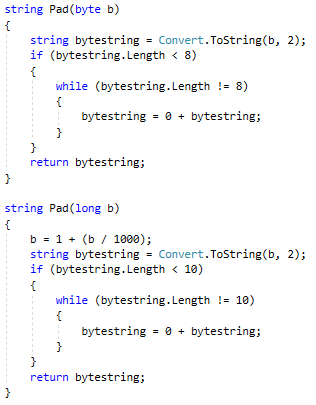 string Pad(byte b)
{
    string bytestring = Convert.ToString(b, 2);
    if (bytestring.Length < 8)
    {
        while (bytestring.Length != 8)
        {
            bytestring = 0 + bytestring;
        }
    }
    return bytestring;
}

string Pad(long b)
{
    b = 1 + (b / 1000);
    string bytestring = Convert.ToString(b, 2);
    if (bytestring.Length < 10)
    {
        while (bytestring.Length != 10)
        {
            bytestring = 0 + bytestring;
        }
    }
    return bytestring;
}